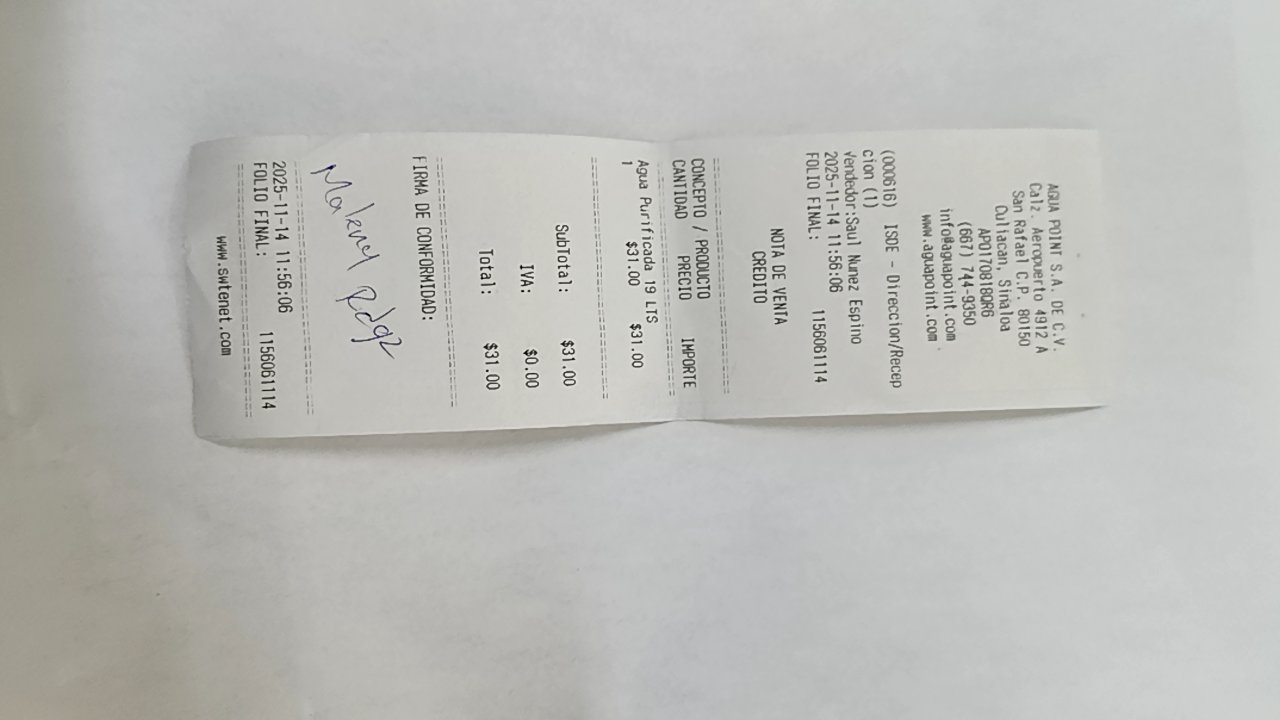 AGUA POINT S.A. DE C.V.
Calz. Aeropuerto 4912 A
San Rafael C.P. 80150
Culiacan, Sinaloa
APO170818QR6
(667) 744-9350
info@aguapoint.com
www.aguapoint.com
(000616) ISDE - Direccion/Recep
cion (1)
Vendedor:Saul Nunez Espino
2025-11-14 11:56:06
FOLIO FINAL: 1156061114
NOTA DE VENTA
CREDITO
CONCEPTO / PRODUCTO
CANTIDAD PRECIO IMPORTE
Agua Purificada 19 LTS
1 $31.00 $31.00
SubTotal: $31.00
IVA: $0.00
Total: $31.00
FIRMA DE CONFORMIDAD:
Rdgz
2025-11-14 11:56:06
FOLIO FINAL: 1156061114
www.swtenet.com